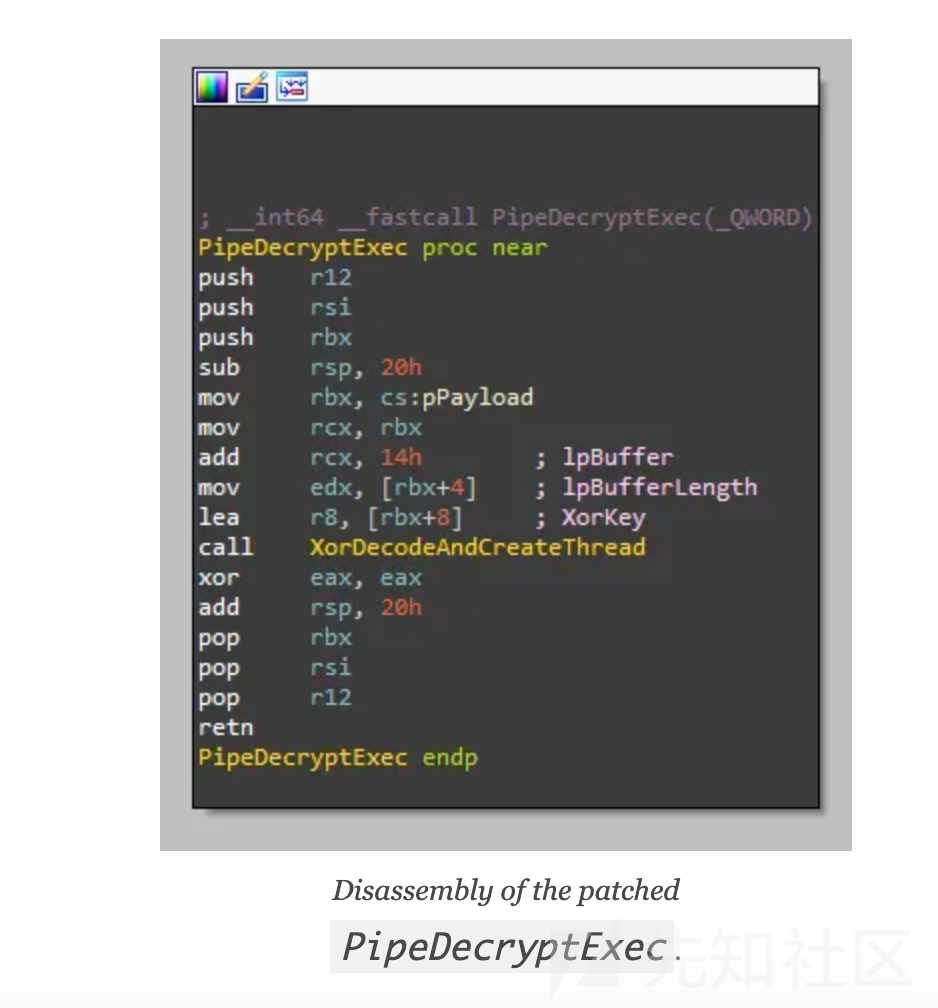 ; __int64 __fastcall PipeDecryptExec(_QWORD)
PipeDecryptExec proc near
push r12
push rsi
push rbx
sub rsp, 20h
mov rbx, cs:pPayload
mov rcx, rbx
add rcx, 14h ; lpBuffer
mov edx, [rbx+4] ; lpBufferLength
lea r8, [rbx+8] ; XorKey
call XorDecodeAndCreateThread
xor eax, eax
add rsp, 20h
pop rbx
pop rsi
pop r12
retn
PipeDecryptExec endp
Disassembly of the patched
PipeDecryptExec.
先知社区